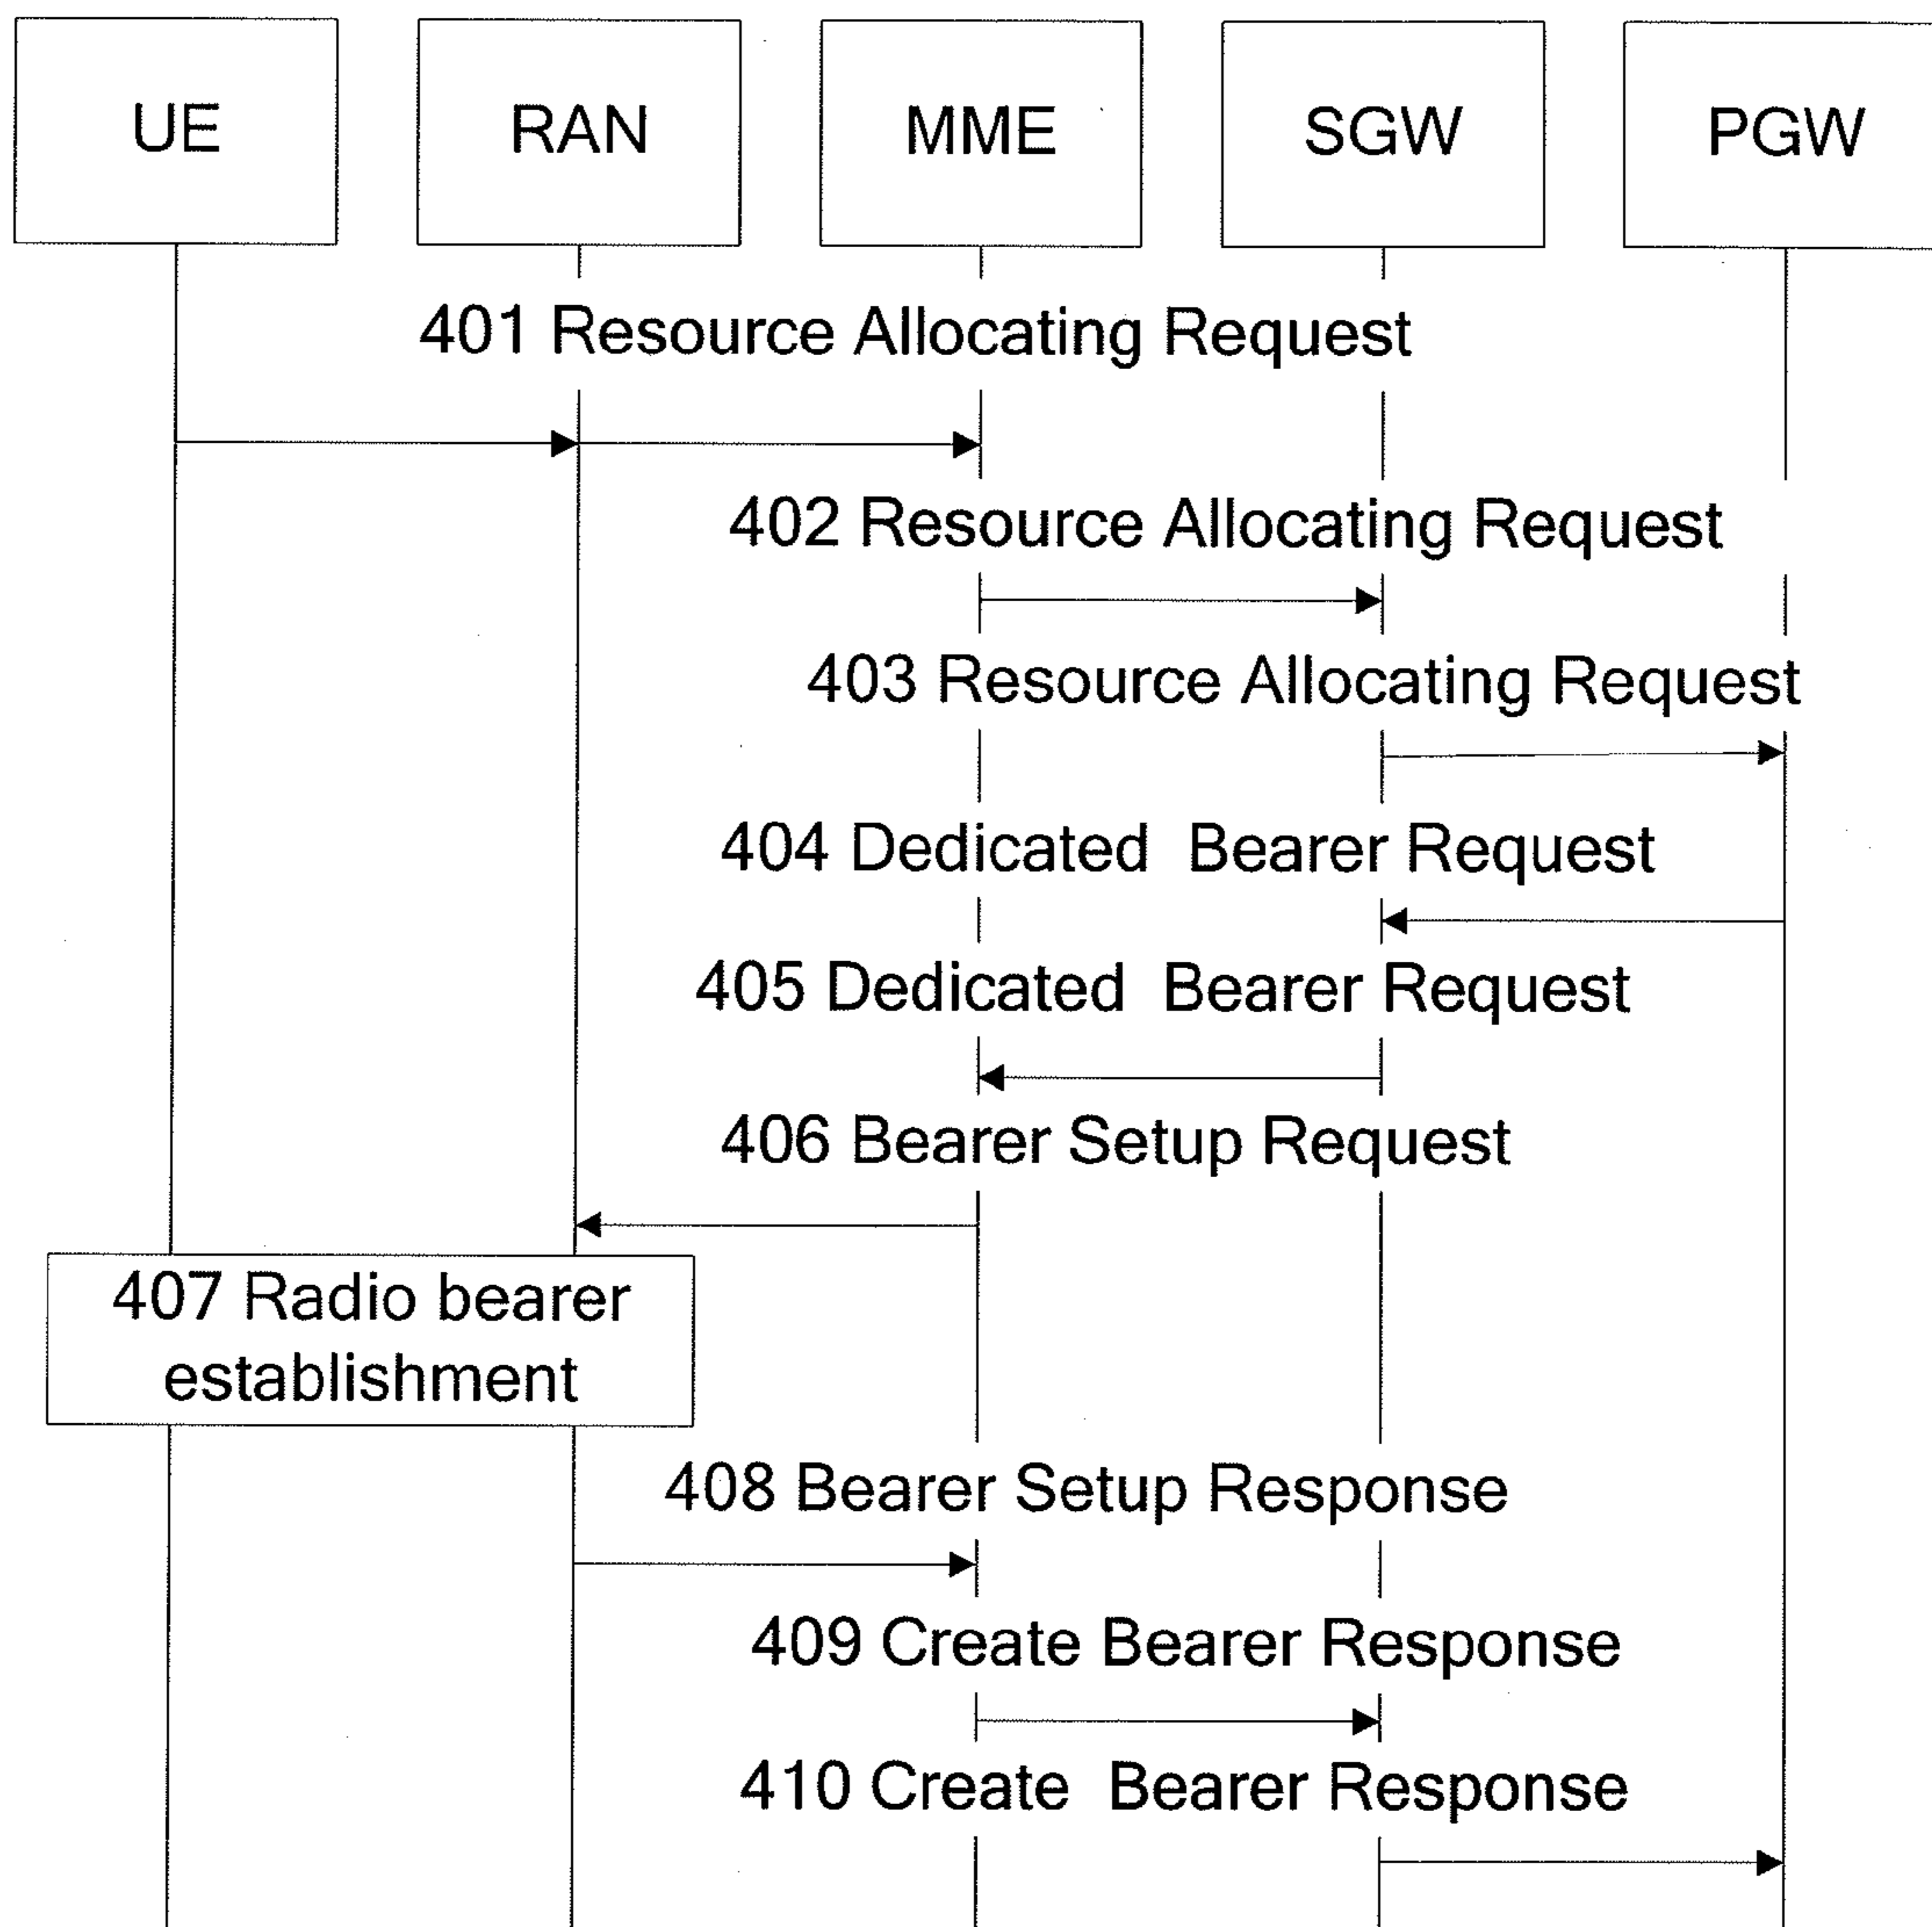 UE
RAN
MME
SGW
PGW
401 Resource Allocating Request
402 Resource Allocating Request
403 Resource Allocating Request
404 Dedicated Bearer Request
405 Dedicated Bearer Request
406 Bearer Setup Request
407 Radio bearer
establishment
408 Bearer Setup Response
409 Create Bearer Response
410 Create Bearer Response